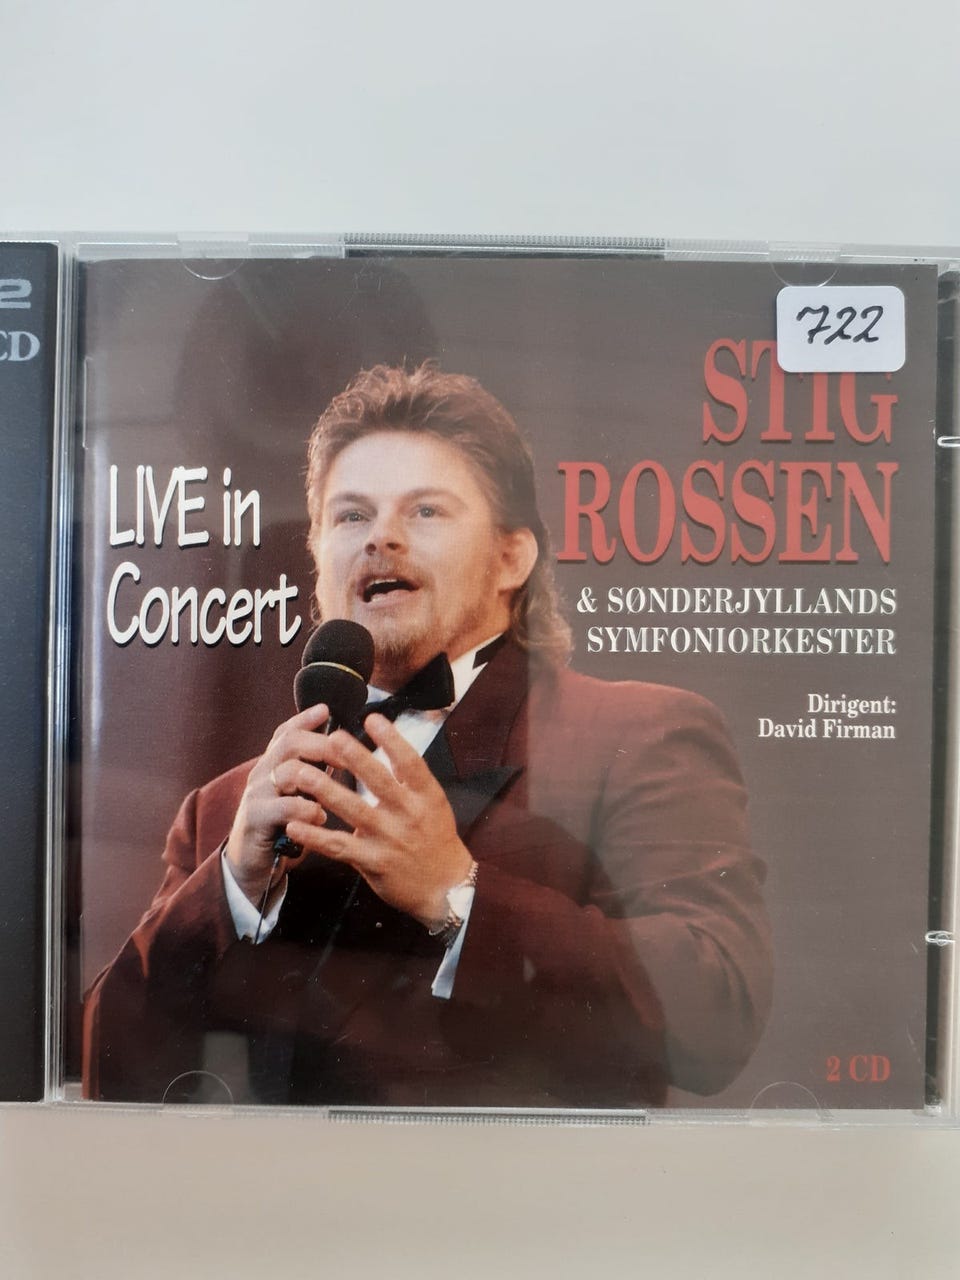 2
CD
722
STIG
ROSSEN
& SØNDERJYLLANDS
SYMFONIORKESTER
Dirigent:
David Firman
LIVE in
Concert
2 CD